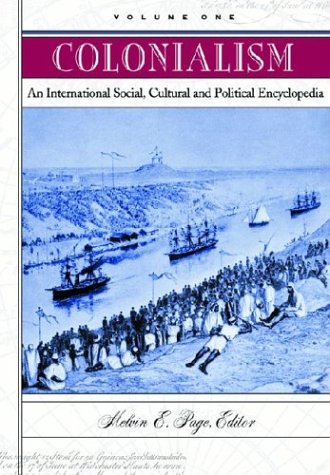 VOLUME ONE
COLONIALISM
An International Social, Cultural and Political Encyclopedia
Melvin E. Page, Editor